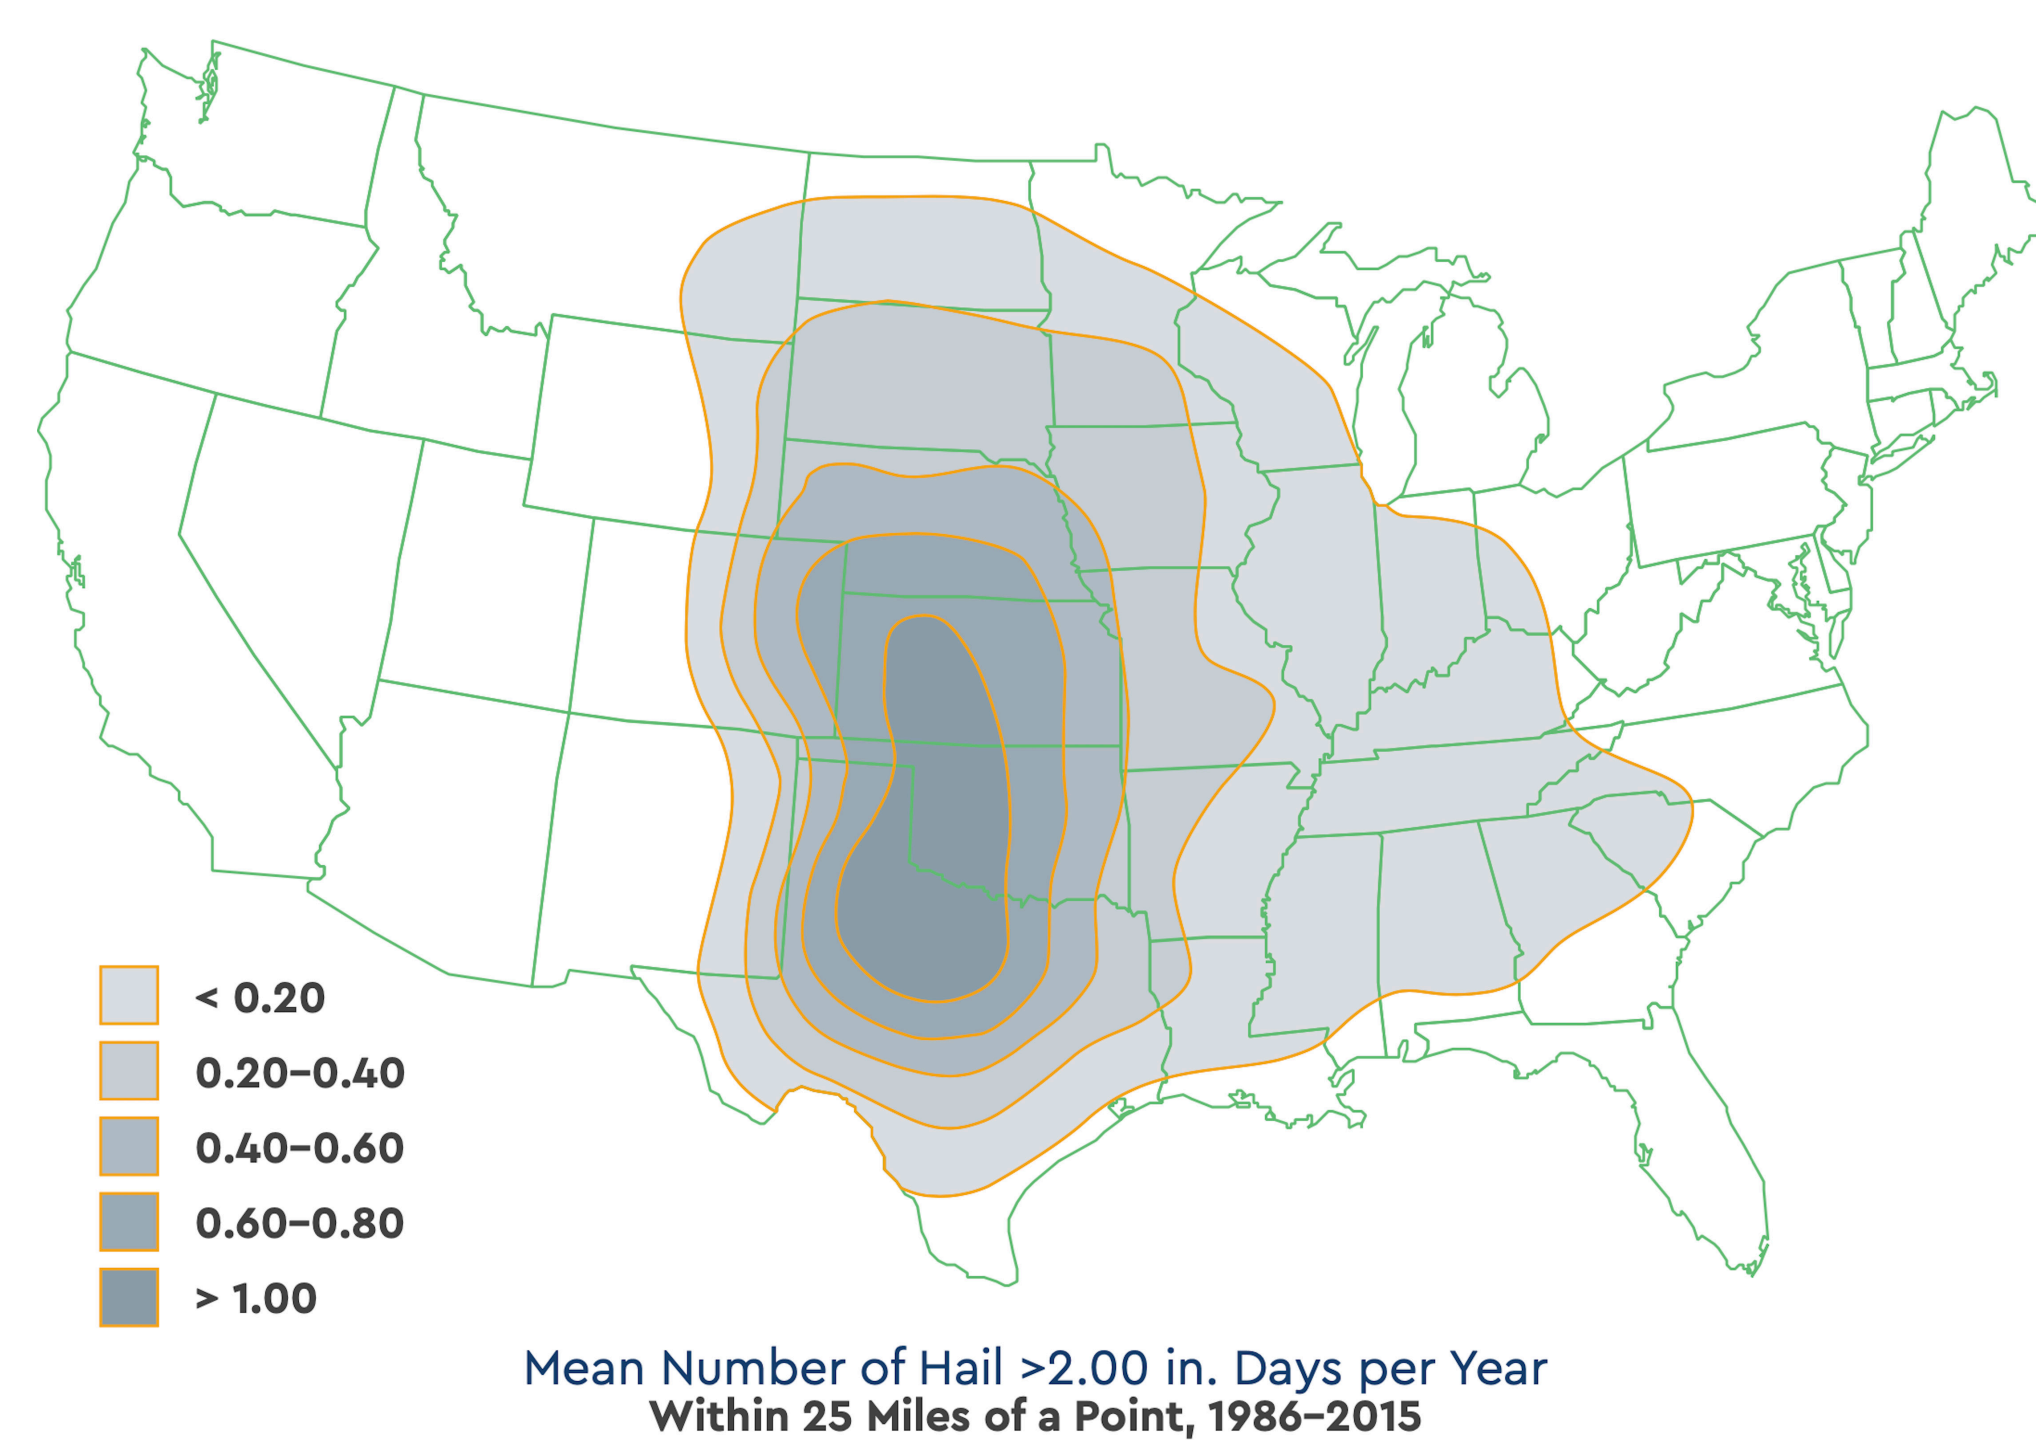 < 0.20
0.20–0.40
0.40–0.60
0.60–0.80
> 1.00
Mean Number of Hail >2.00 in. Days per Year
Within 25 Miles of a Point, 1986–2015